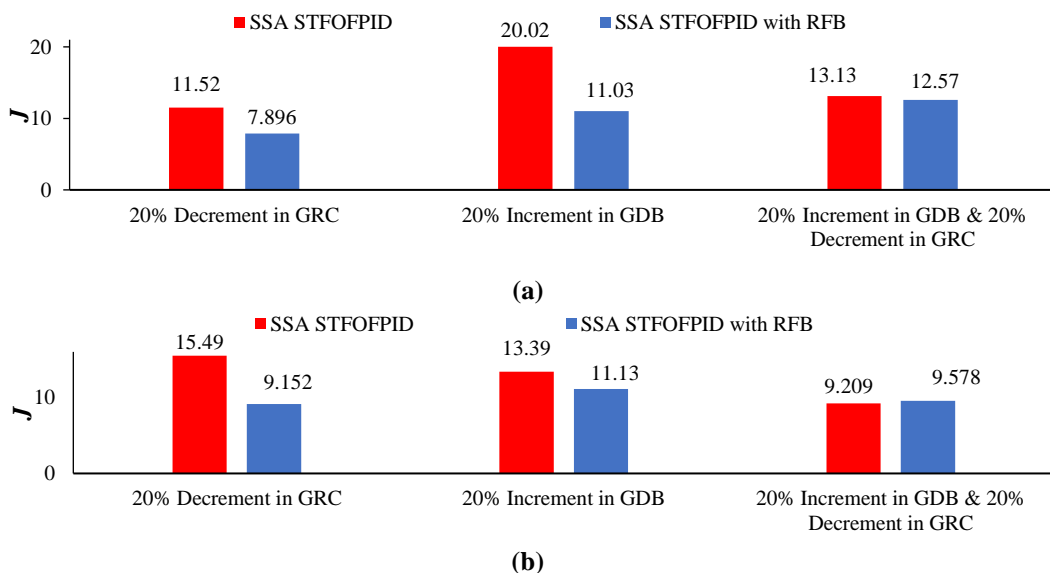 SSA STFOFPID SSA STFOFPID with RFB
20.02
20
13.13
12.57
11.52
11.03
7.896
10
J
0
20% Decrement in GRC 20% Increment in GDB 20% Increment in GDB & 20%
Decrement in GRC
(a)
SSA STFOFPID SSA STFOFPID with RFB
15.49
13.39
11.13
9.152
9.209
9.578
10
J
0
20% Decrement in GRC 20% Increment in GDB 20% Increment in GDB & 20%
Decrement in GRC
(b)